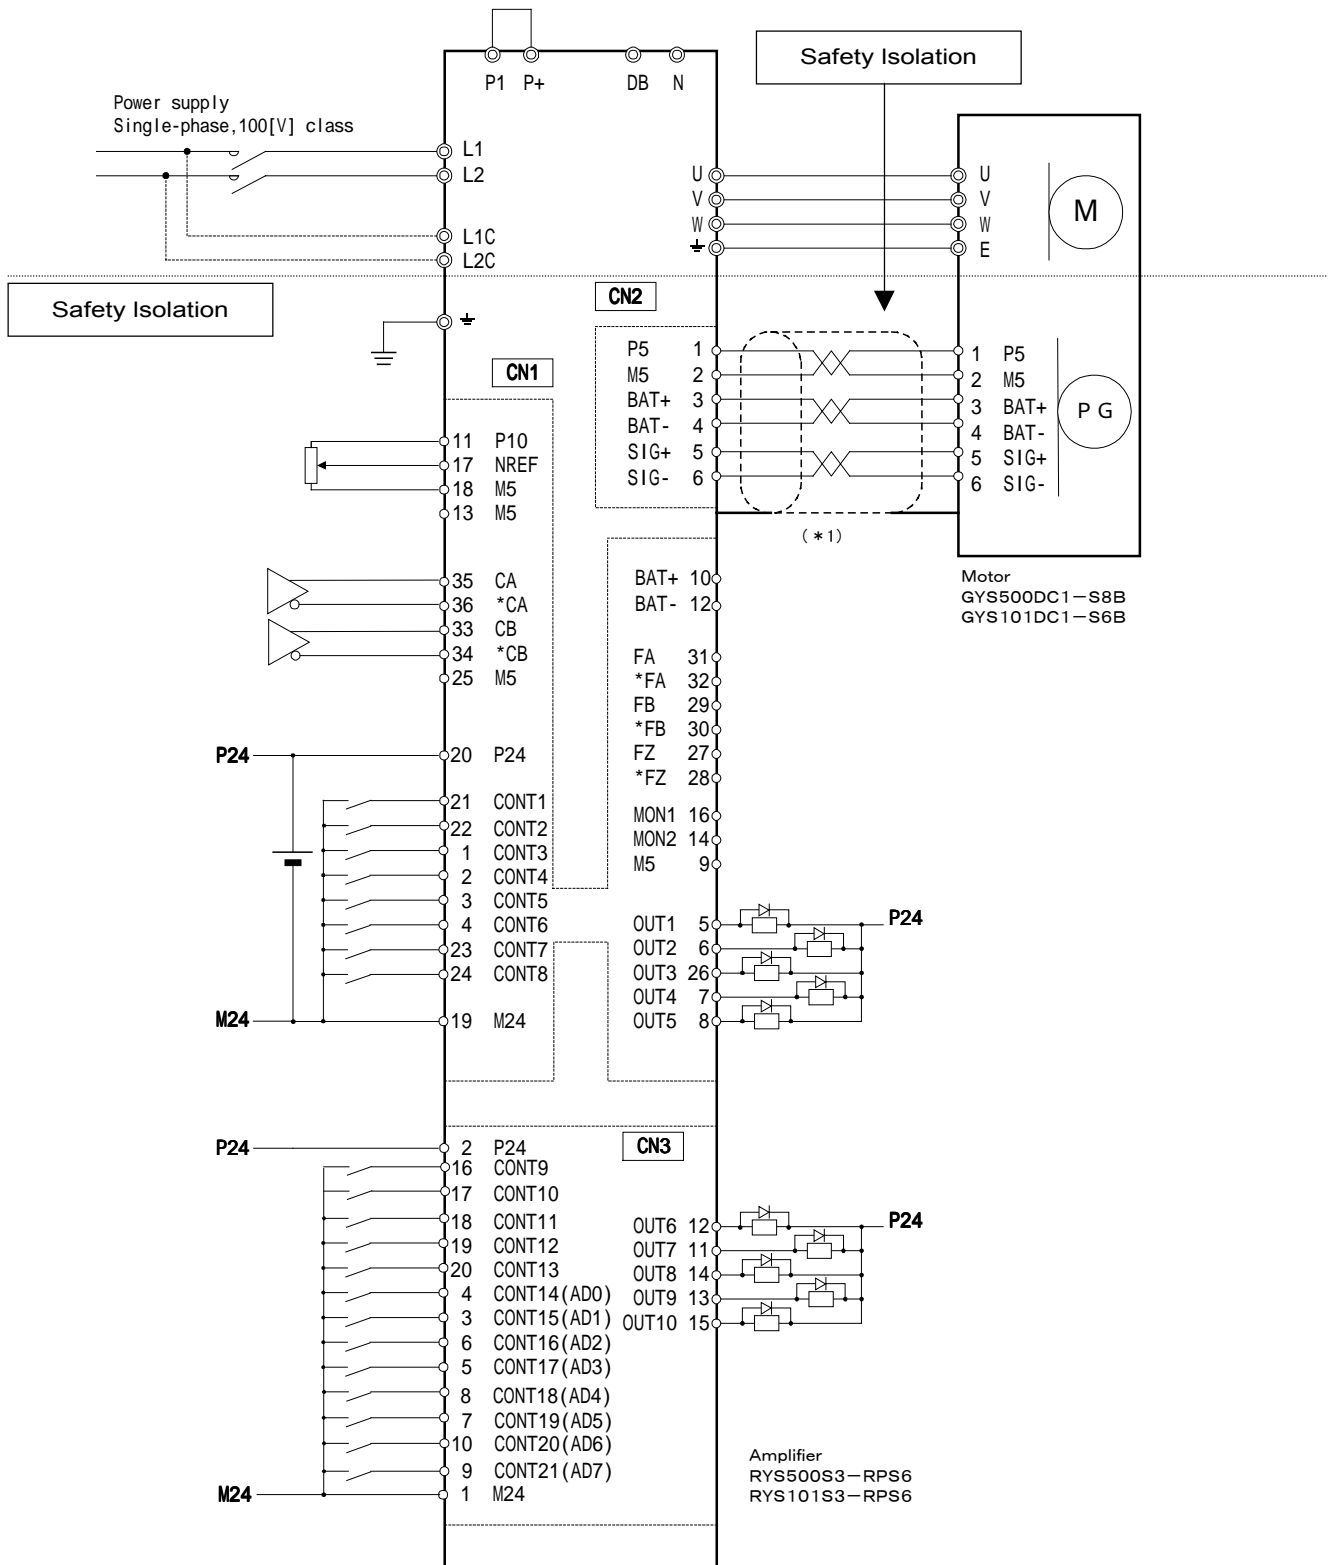 Safety Isolation
P1 P+ DB N
Power supply
Single-phase,100[V] class
L1
L2
L1C
L2C
U
V
W
U
V
W
E
M
Safety Isolation
CN2
P5 1
M5 2
BAT+ 3
BAT- 4
SIG+ 5
SIG- 6
1 P5
2 M5
3 BAT+
4 BAT-
5 SIG+
6 SIG-
PG
(*1)
Motor
GYS500DC1-S8B
GYS101DC1-S6B
CN1
11 P10
17 NREF
18 M5
13 M5
35 CA
36 *CA
33 CB
34 *CB
25 M5
P24
20 P24
21 CONT1
22 CONT2
1 CONT3
2 CONT4
3 CONT5
4 CONT6
23 CONT7
24 CONT8
M24
19 M24
BAT+ 10
BAT- 12
FA 31
*FA 32
FB 29
*FB 30
FZ 27
*FZ 28
MON1 16
MON2 14
M5 9
OUT1 5
OUT2 6
OUT3 26
OUT4 7
OUT5 8
P24
CN3
P24
2 P24
16 CONT9
17 CONT10
18 CONT11
19 CONT12
20 CONT13
4 CONT14(AD0)
3 CONT15(AD1)
6 CONT16(AD2)
5 CONT17(AD3)
8 CONT18(AD4)
7 CONT19(AD5)
10 CONT20(AD6)
9 CONT21(AD7)
M24
1 M24
OUT6 12
OUT7 11
OUT8 14
OUT9 13
OUT10 15
P24
Amplifier
RYS500S3-RPS6
RYS101S3-RPS6